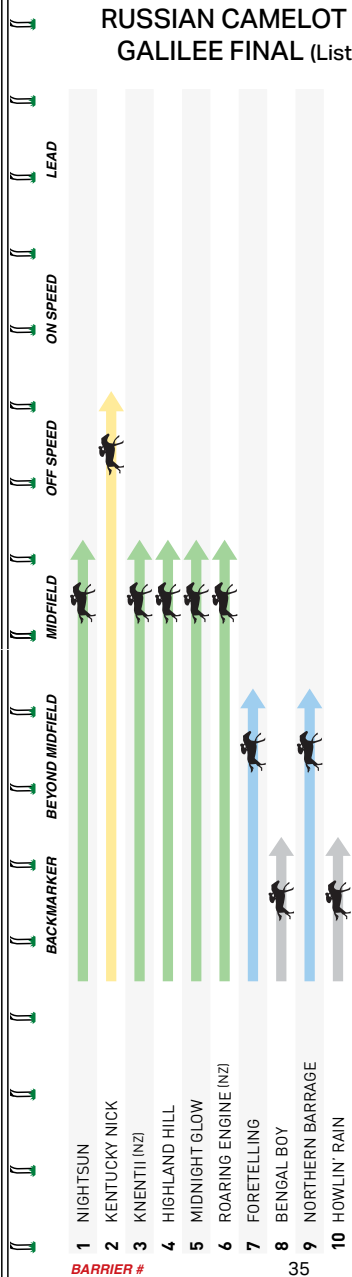 RUSSIAN CAMELOT
GALILEE FINAL (List
LEAD
ON SPEED
OFF SPEED
MIDFIELD
BEYOND MIDFIELD
BACKMARKER
1 NIGHTSUN
2 KENTUCKY NICK
3 KNENTII (NZ)
4 HIGHLAND HILL
5 MIDNIGHT GLOW
6 ROARING ENGINE (NZ)
7 FORETELLING
8 BENGAL BOY
9 NORTHERN BARRAGE
10 HOWLIN' RAIN
BARRIER #
35